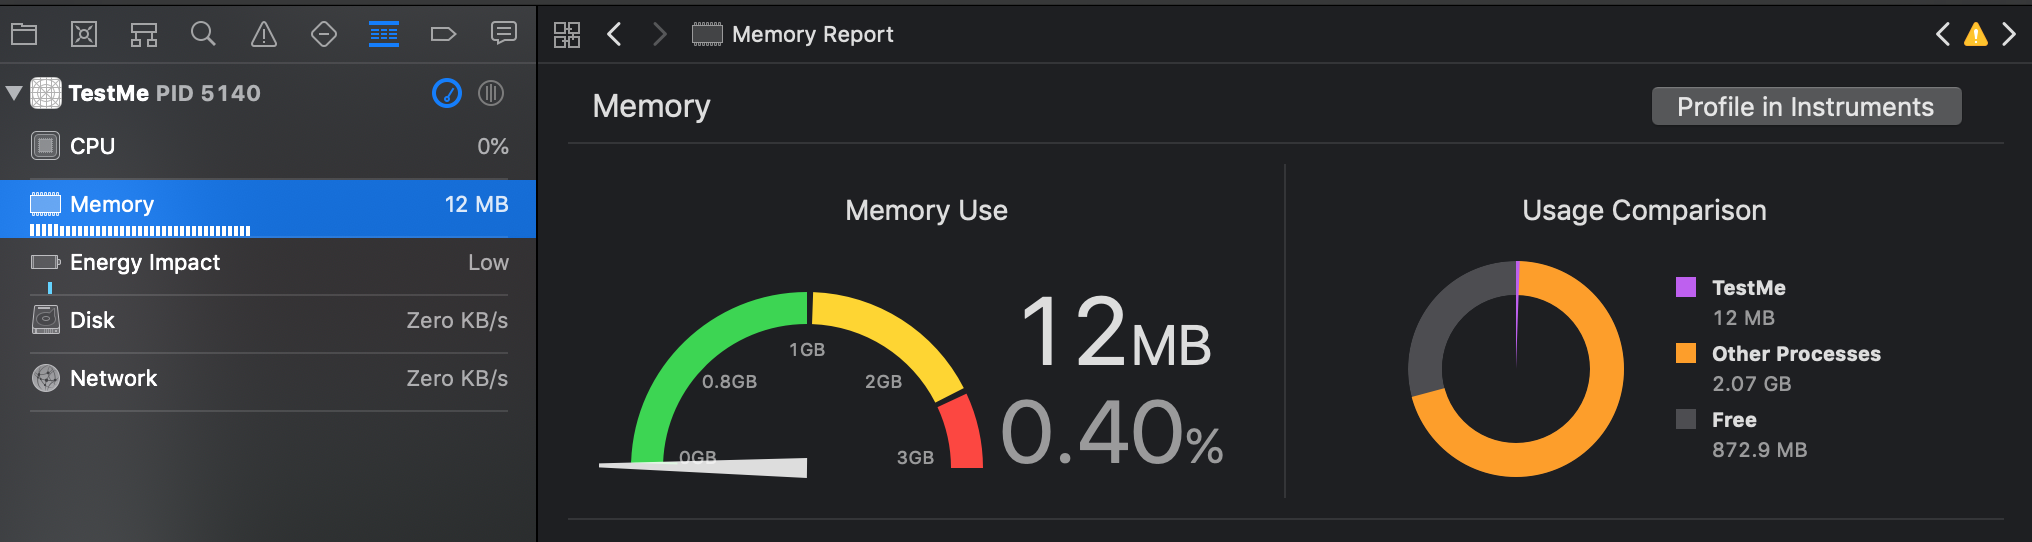 Memory Report
TestMe PID 5140
CPU 0%
Memory 12 MB
Energy Impact Low
Disk Zero KB/s
Network Zero KB/s
Memory
Profile in Instruments
Memory Use
0GB
0.8GB
1GB
2GB
3GB
12MB
0.40%
Usage Comparison
TestMe
12 MB
Other Processes
2.07 GB
Free
872.9 MB